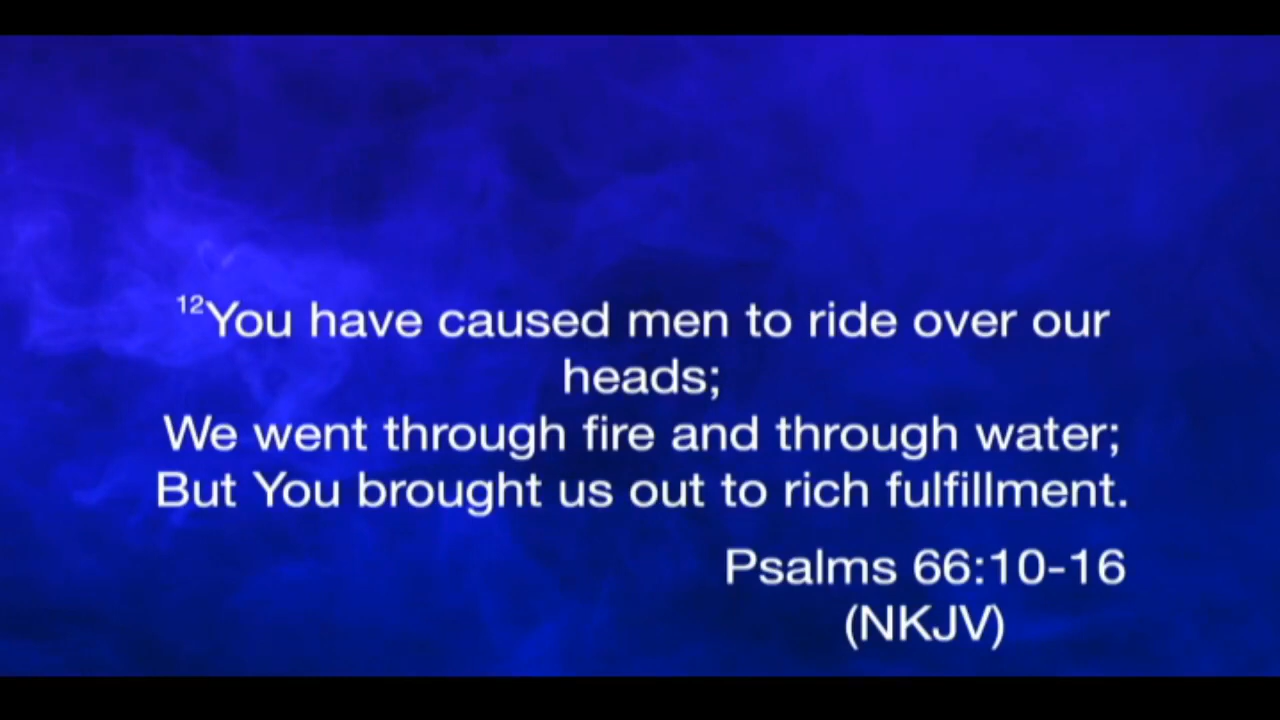 ¹²You have caused men to ride over our
heads;
We went through fire and through water;
But You brought us out to rich fulfillment.
Psalms 66:10-16
(NKJV)